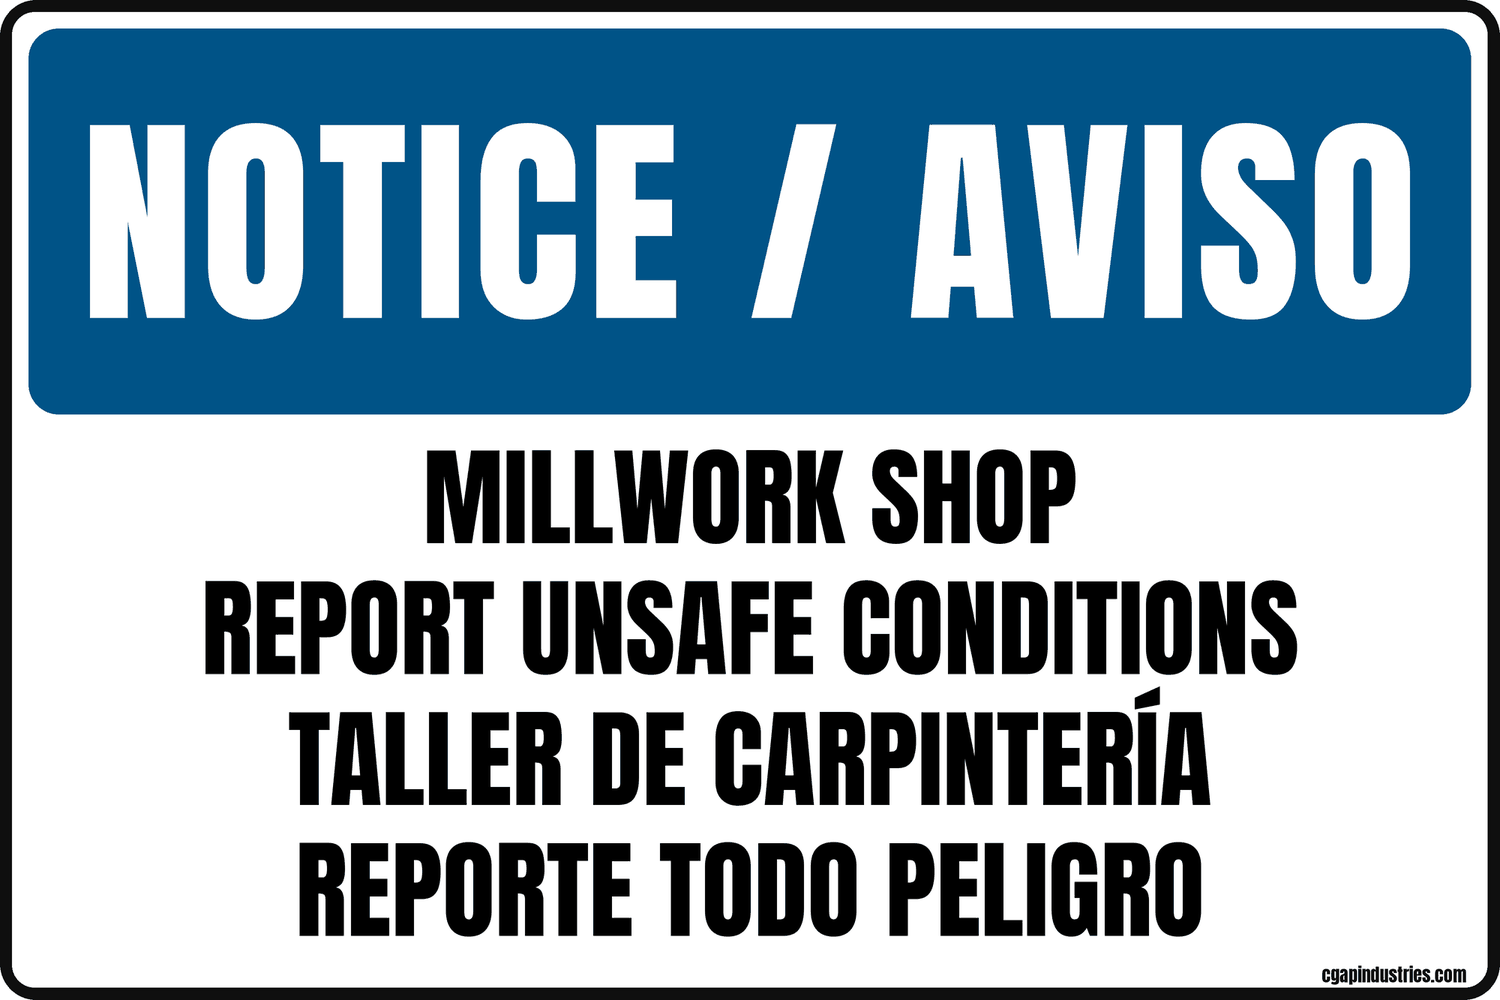 NOTICE / AVISO
MILLWORK SHOP
REPORT UNSAFE CONDITIONS
TALLER DE CARPINTERÍA
REPORTE TODO PELIGRO
cgapindustries.com